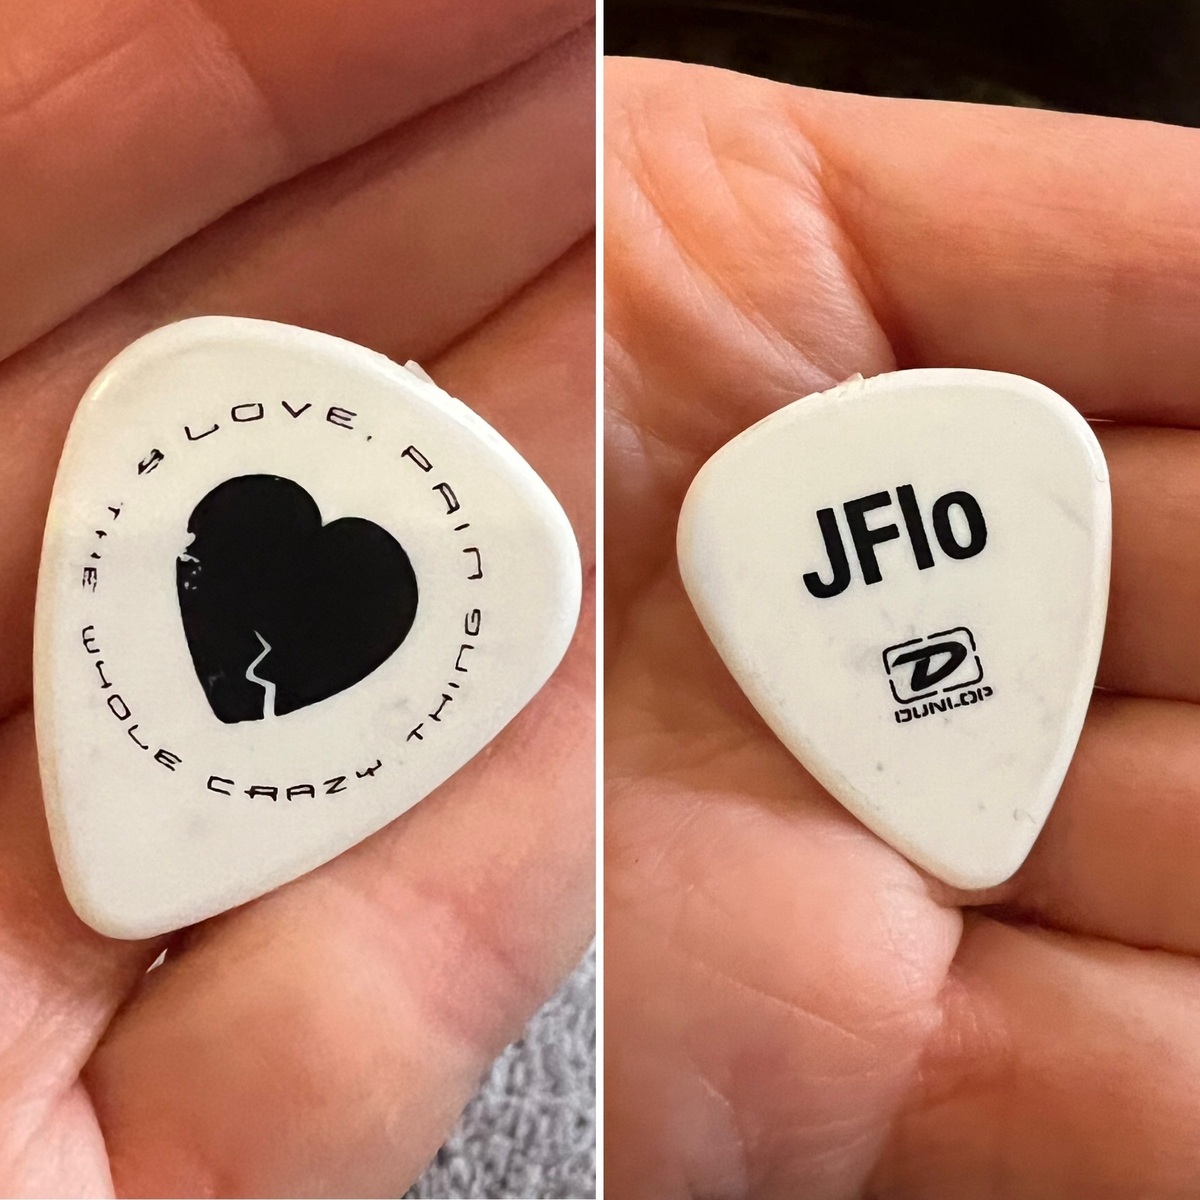 LOVE, PAIN
& THE WHOLE CRAZY THING
JFlo
D
DUNLOP